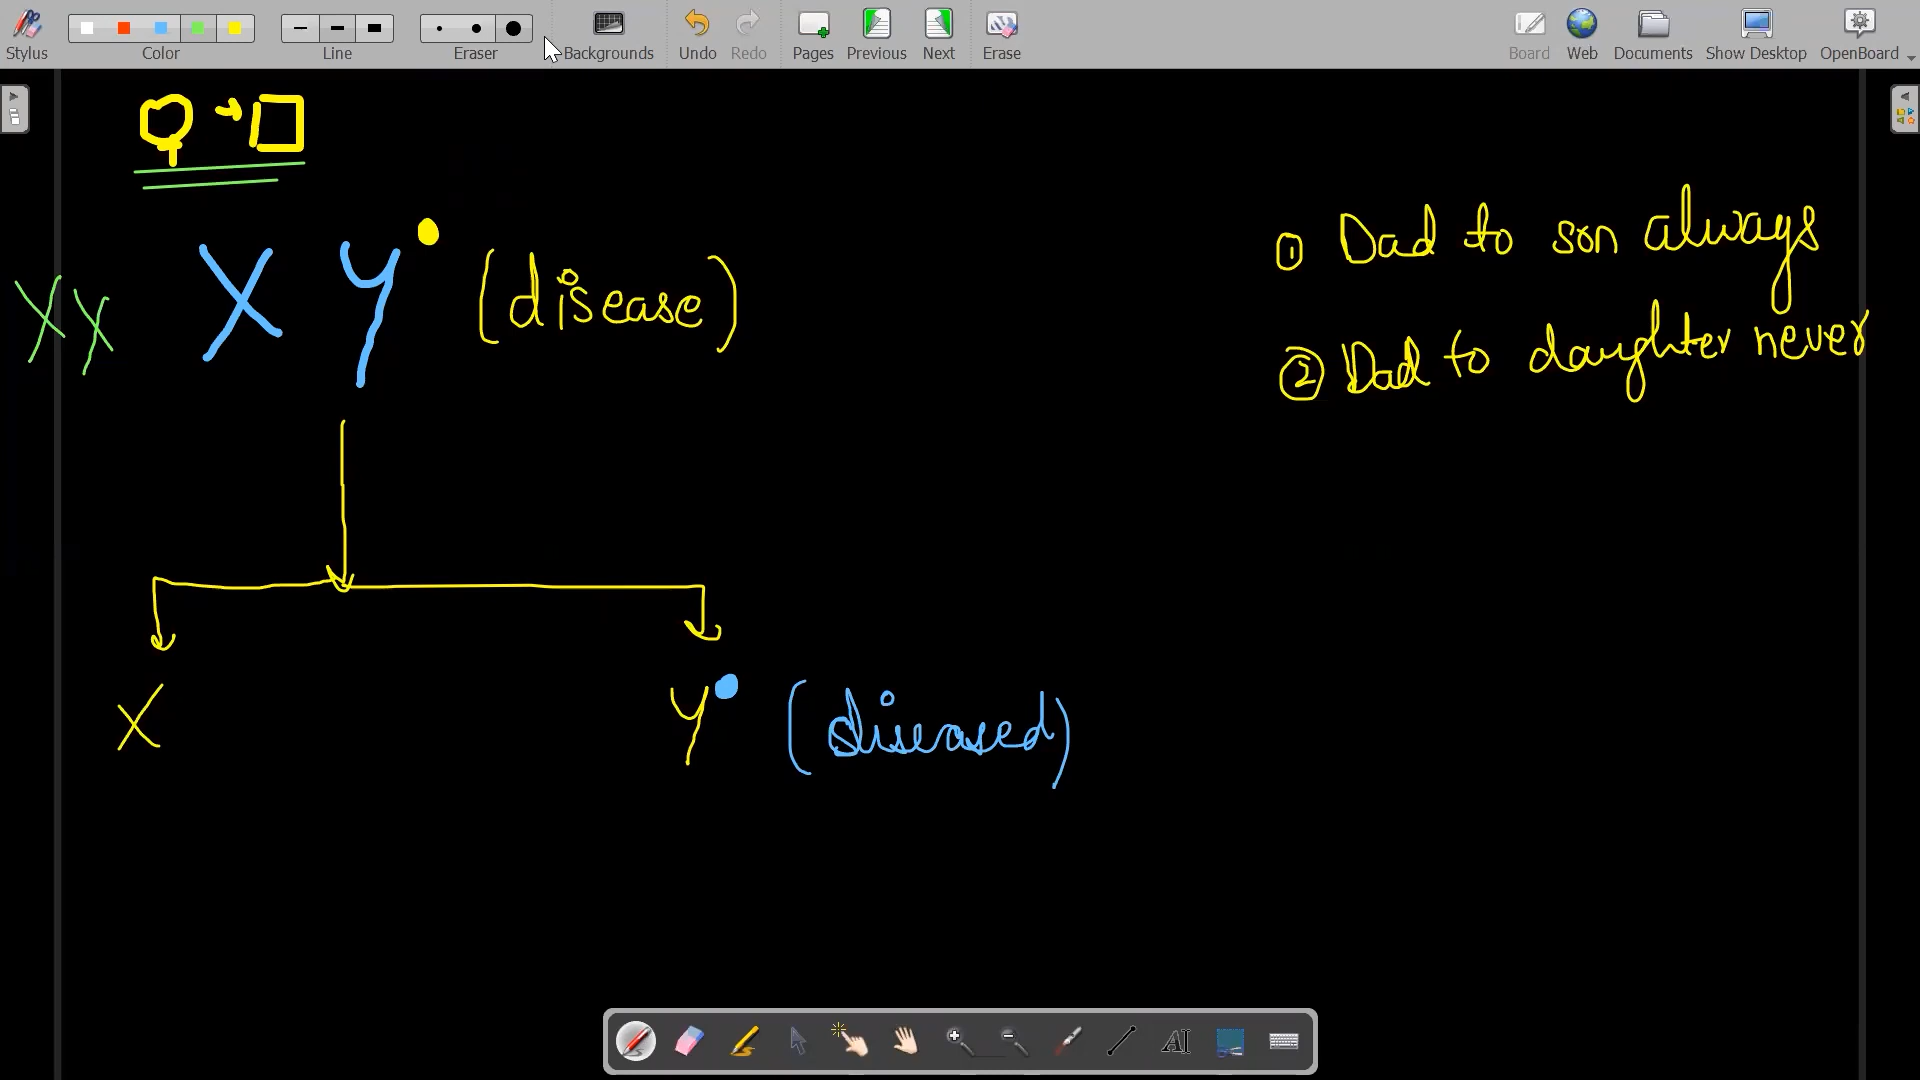 Stylus Color Line Eraser Backgrounds Undo Redo Pages Previous Next Erase Board Web Documents Show Desktop OpenBoard
① Dad to son always
XX X Y (disease)
② Dad to daughter never
X Y (diseased)
AI